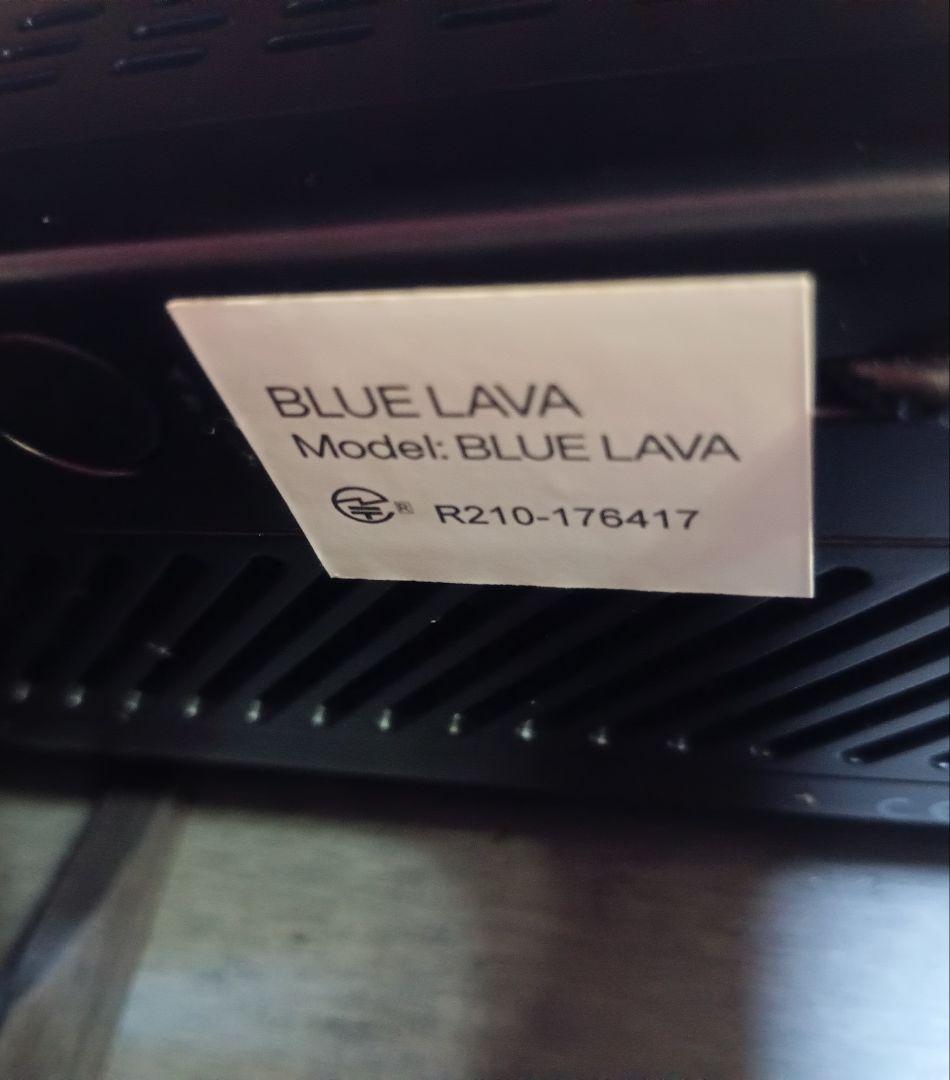 BLUE LAVA
Model: BLUE LAVA
R R210-176417